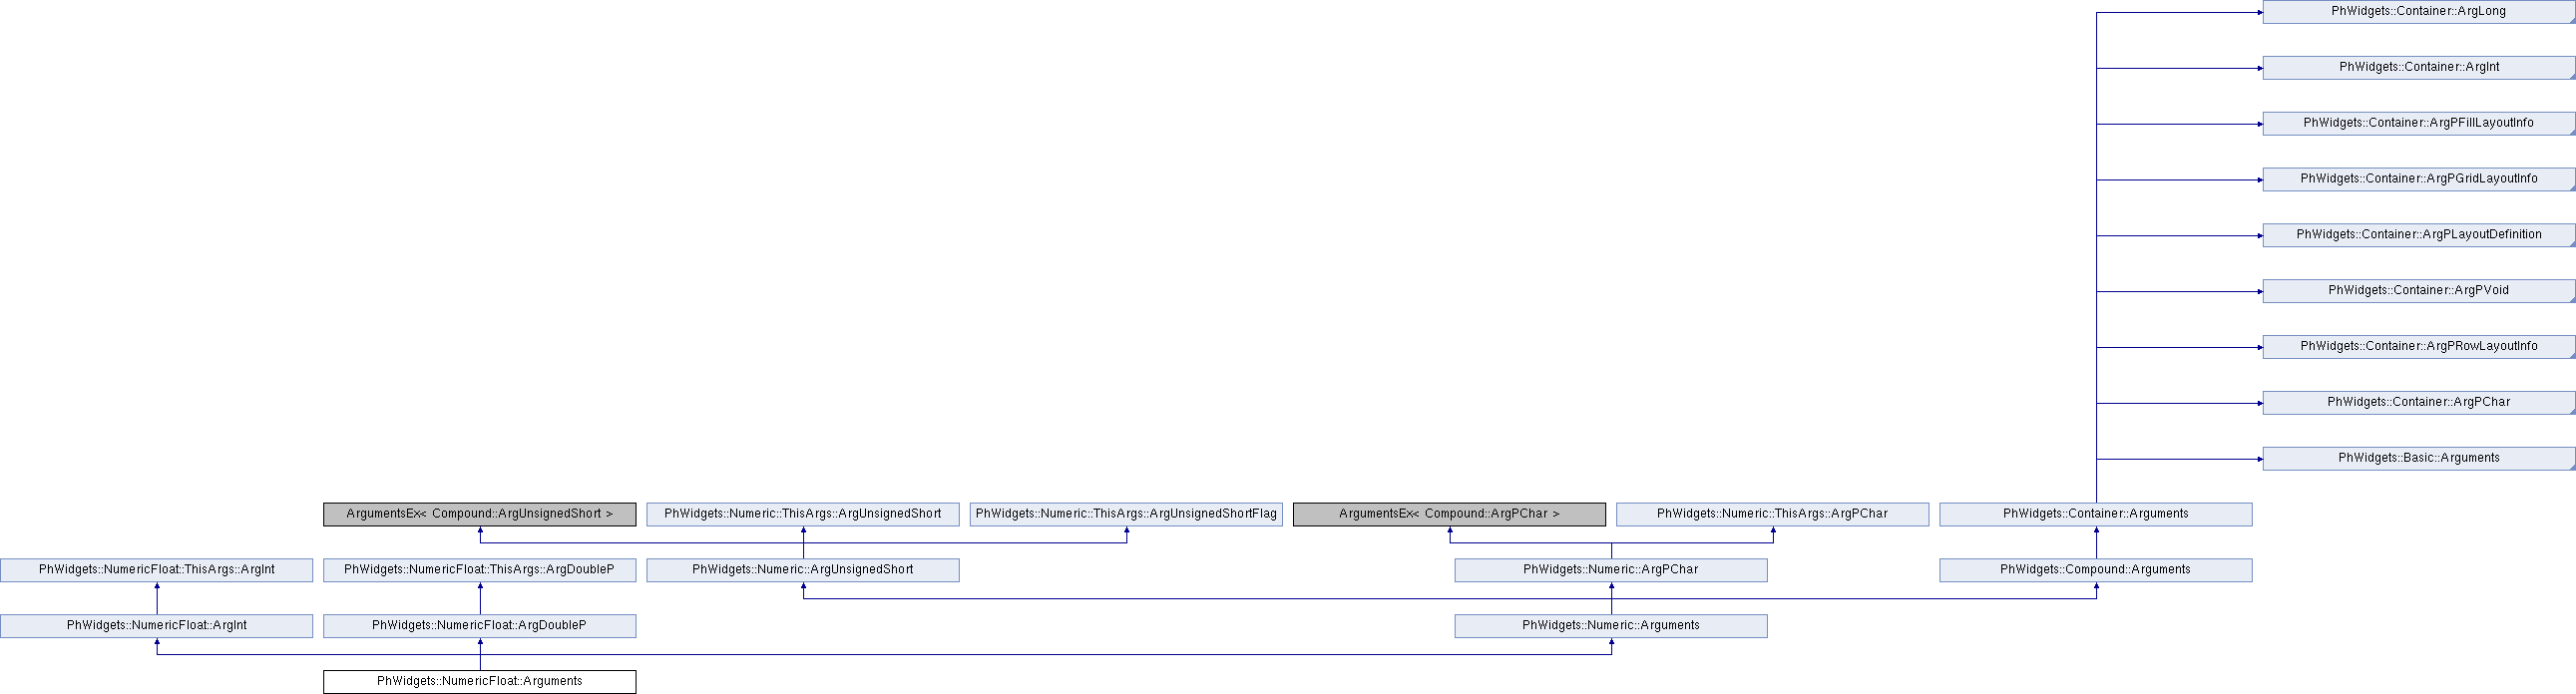 PhWidgets::Container::ArgLong
PhWidgets::Container::ArgInt
PhWidgets::Container::ArgPFillLayoutInfo
PhWidgets::Container::ArgPGridLayoutInfo
PhWidgets::Container::ArgPLayoutDefinition
PhWidgets::Container::ArgPVoid
PhWidgets::Container::ArgPRowLayoutInfo
PhWidgets::Container::ArgPChar
PhWidgets::Basic::Arguments
ArgumentsEx< Compound::ArgUnsignedShort >
PhWidgets::Numeric::ThisArgs::ArgUnsignedShort
PhWidgets::Numeric::ThisArgs::ArgUnsignedShortFlag
ArgumentsEx< Compound::ArgPChar >
PhWidgets::Numeric::ThisArgs::ArgPChar
PhWidgets::Container::Arguments
PhWidgets::NumericFloat::ThisArgs::ArgInt
PhWidgets::NumericFloat::ThisArgs::ArgDoubleP
PhWidgets::Numeric::ArgUnsignedShort
PhWidgets::Numeric::ArgPChar
PhWidgets::Compound::Arguments
PhWidgets::NumericFloat::ArgInt
PhWidgets::NumericFloat::ArgDoubleP
PhWidgets::Numeric::Arguments
PhWidgets::NumericFloat::Arguments